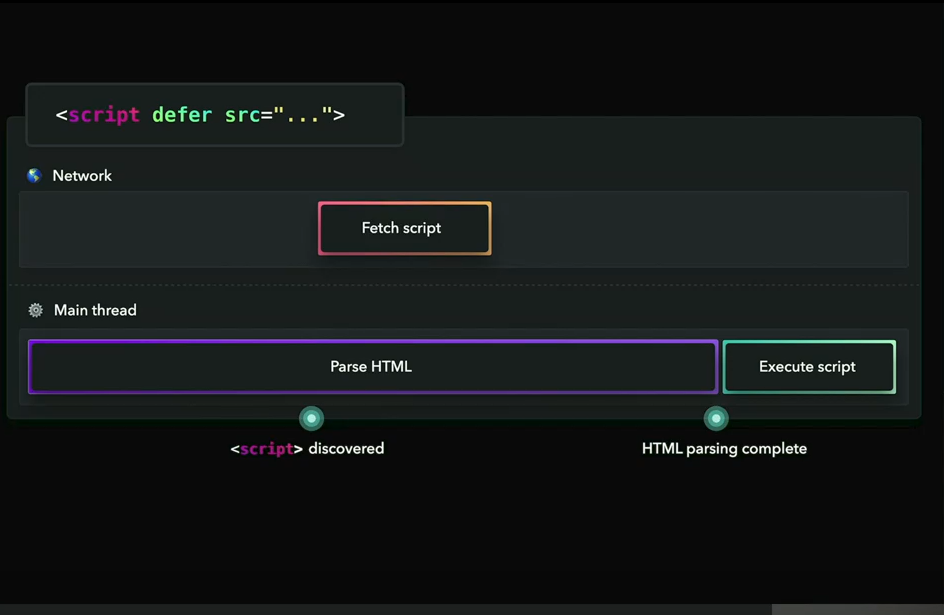 <script defer src="...">
Network
Fetch script
Main thread
Parse HTML
Execute script
<script> discovered
HTML parsing complete